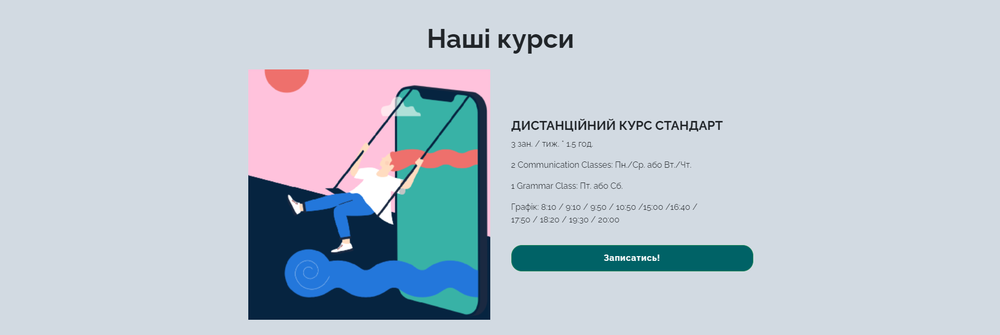 Наші курси
ДИСТАНЦІЙНИЙ КУРС СТАНДАРТ
3 зан. / тиж. * 1.5 год.
2 Communication Classes: Пн./Ср. або Вт./Чт.
1 Grammar Class: Пт. або Сб.
Графік: 8:10 / 9:10 / 9:50 / 10:50 /15:00 /16:40 /
17:50 / 18:20 / 19:30 / 20:00
Записатись!